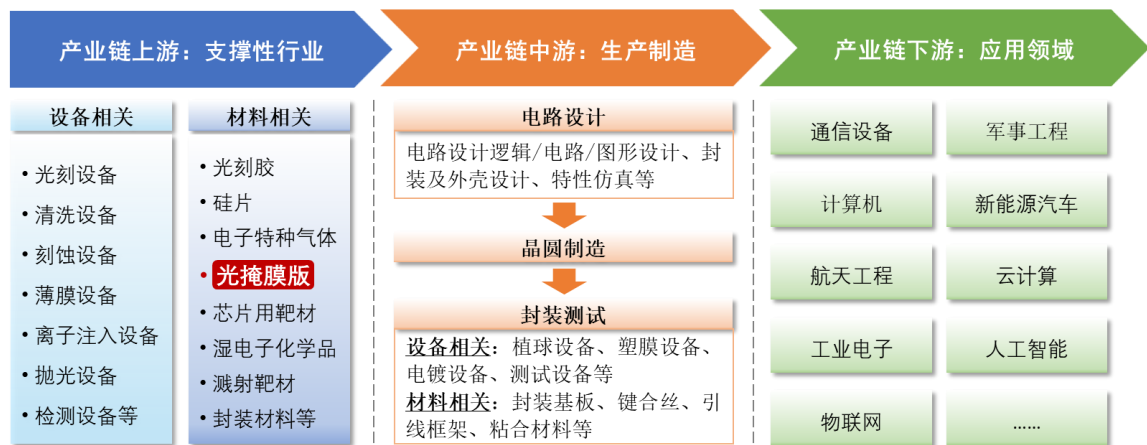 产业链上游：支撑性行业
产业链中游：生产制造
产业链下游：应用领域
设备相关
• 光刻设备
• 清洗设备
• 刻蚀设备
• 薄膜设备
• 离子注入设备
• 抛光设备
• 检测设备等
材料相关
• 光刻胶
• 硅片
• 电子特种气体
• 光掩膜版
• 芯片用靶材
• 湿电子化学品
• 溅射靶材
• 封装材料等
电路设计
电路设计逻辑/电路/图形设计、封
装及外壳设计、特性仿真等
晶圆制造
封装测试
设备相关：植球设备、塑膜设备、
电镀设备、测试设备等
材料相关：封装基板、键合丝、引
线框架、粘合材料等
通信设备
军事工程
计算机
新能源汽车
航天工程
云计算
工业电子
人工智能
物联网
......